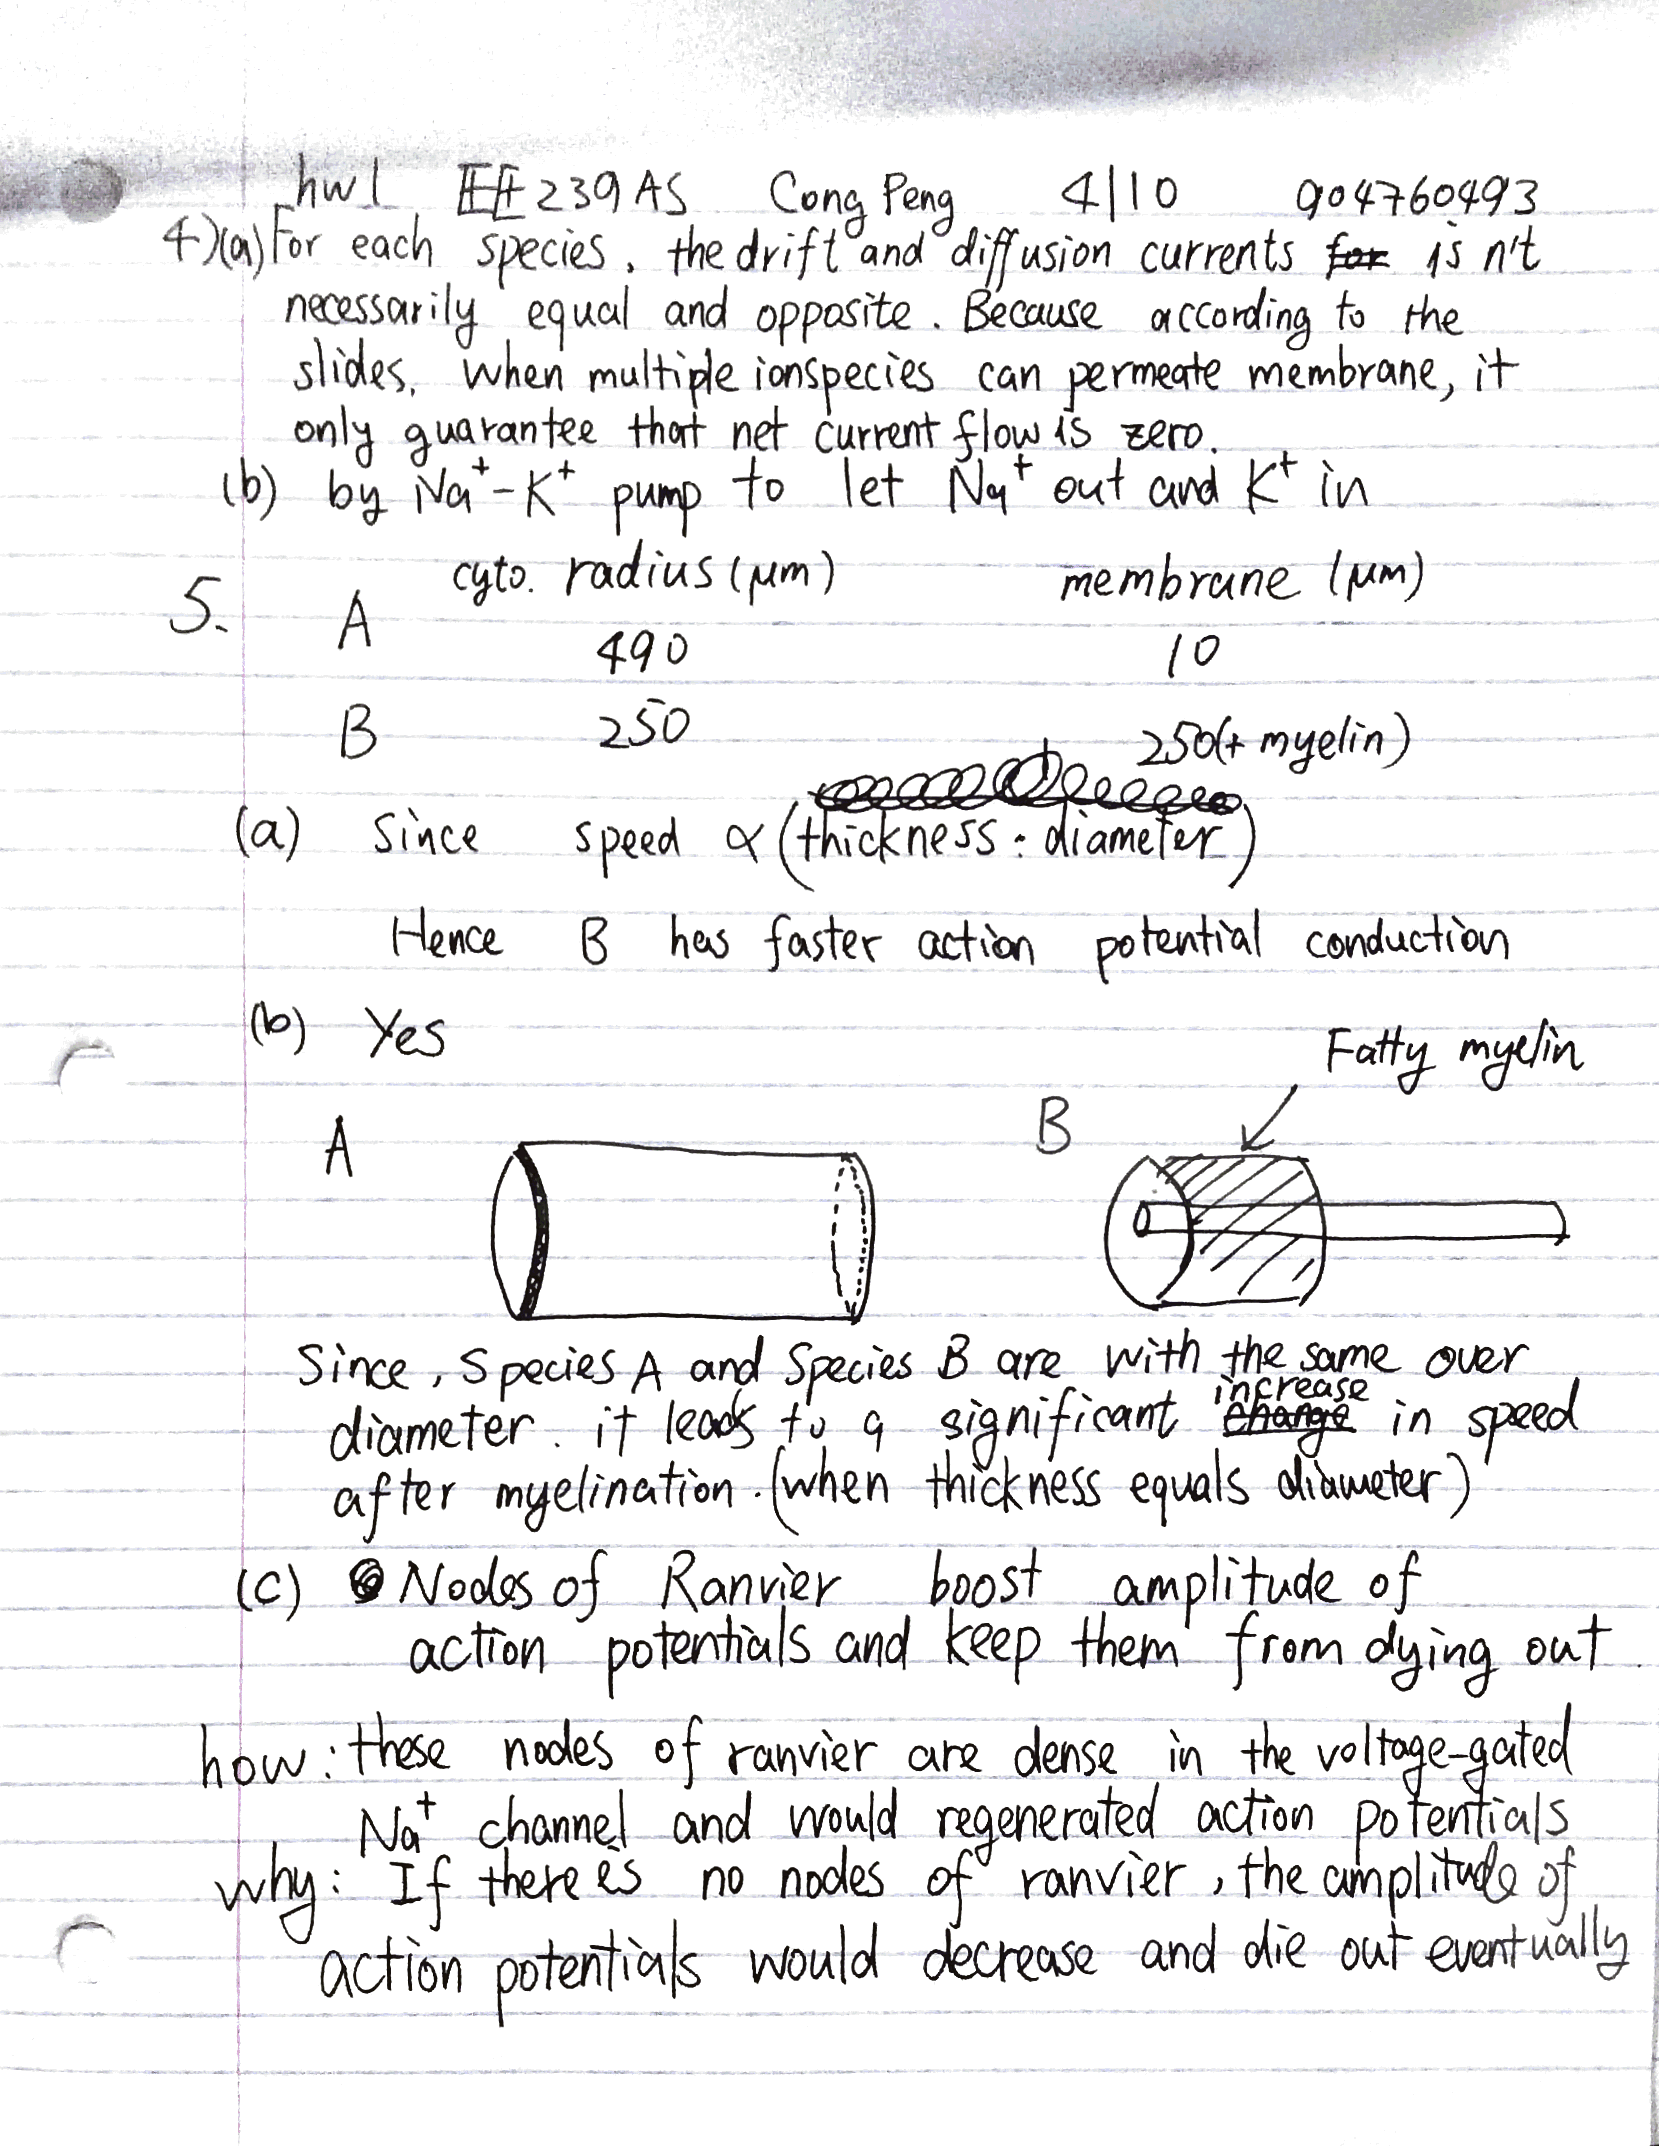 hw1 EE239AS Cong Peng 4/10 904760493
4)(a) For each species, the drift and diffusion currents for is n't
necessarily equal and opposite. Because according to the
slides, when multiple ionspecies can permeate membrane, it
only guarantee that net current flow is zero.
(b) by Na⁺-K⁺ pump to let Na⁺ out and K⁺ in
cyto. radius (μm) membrane (μm)
5. A 490 10
B 250 250(+ myelin)
(a) Since speed ∝ (thickness : diameter)
Hence B has faster action potential conduction
(b) Yes
Fatty myelin
A B
Since, Species A and Species B are with the same over
diameter. it leads to a significant change increase in speed
after myelination. (when thickness equals diameter)
(c) Nodes of Ranvier boost amplitude of
action potentials and keep them from dying out.
how: these nodes of ranvier are dense in the voltage-gated
Na⁺ channel and would regenerated action potentials
why: If there is no nodes of ranvier, the amplitude of
action potentials would decrease and die out eventually